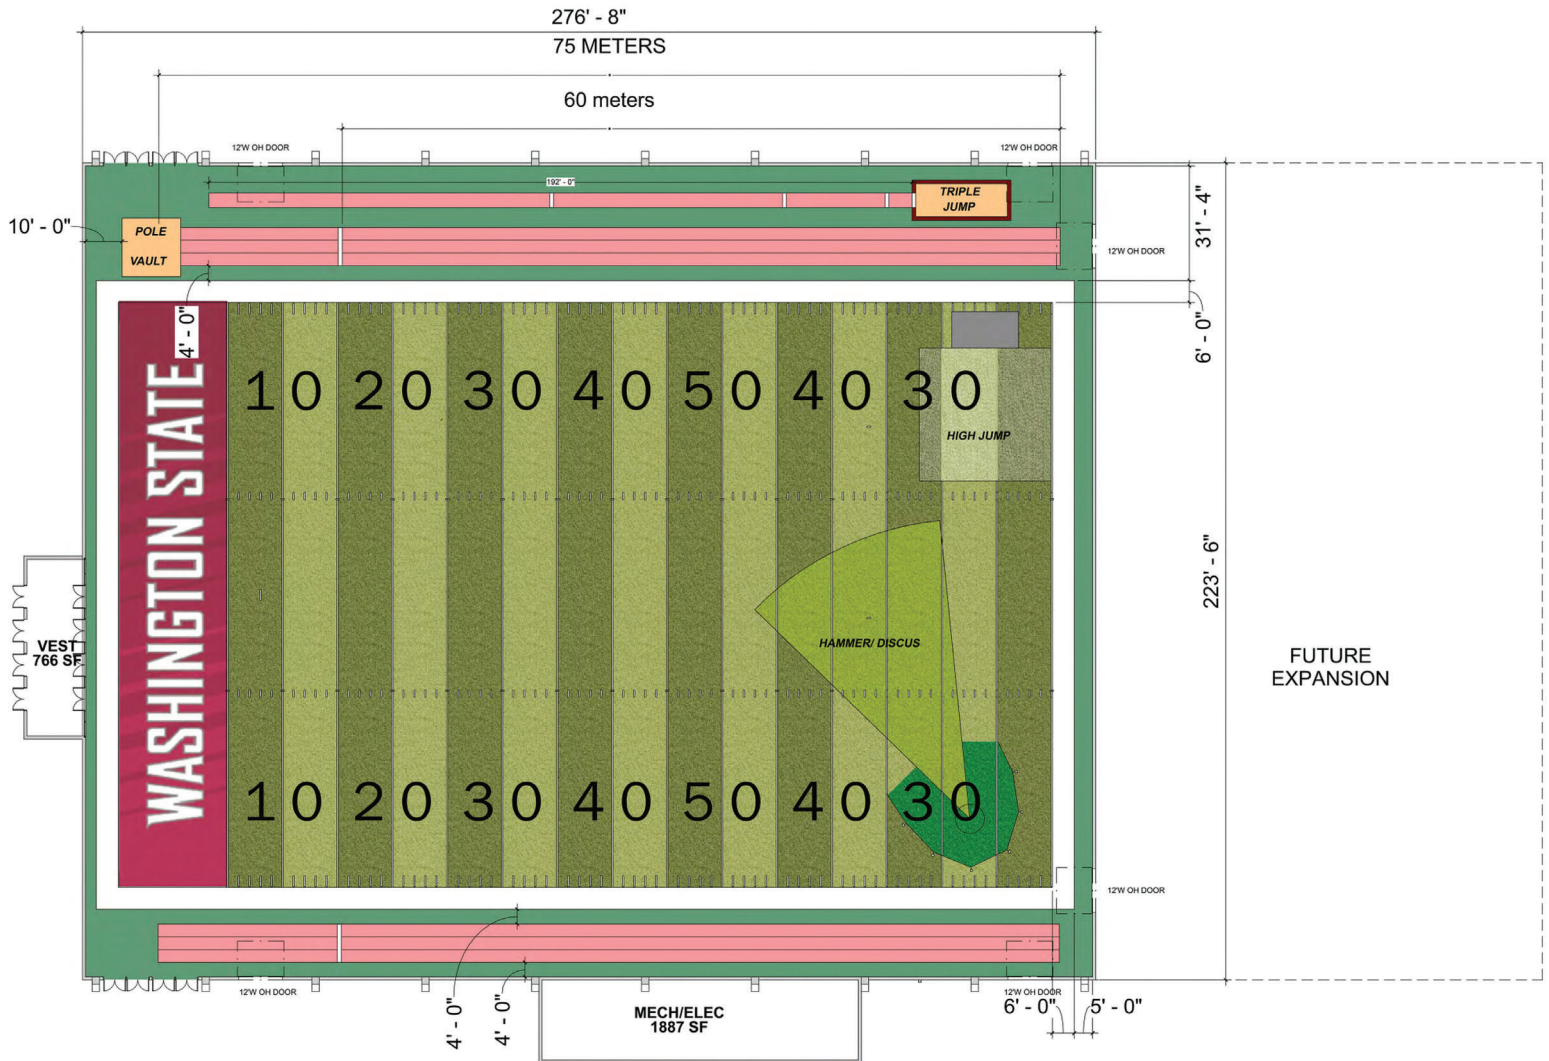 276' - 8"
75 METERS
60 meters
12'W OH DOOR
12'W OH DOOR
192' - 0"
TRIPLE
JUMP
10' - 0"
POLE
VAULT
31' - 4"
12'W OH DOOR
4' - 0"
6' - 0"
WASHINGTON STATE
10 20 30 40 50 40 30
HIGH JUMP
223' - 6"
HAMMER/ DISCUS
VEST
766 SF
FUTURE
EXPANSION
10 20 30 40 50 40 30
12'W OH DOOR
12'W OH DOOR
12'W OH DOOR
4' - 0"
4' - 0"
MECH/ELEC
1887 SF
6' - 0"
5' - 0"